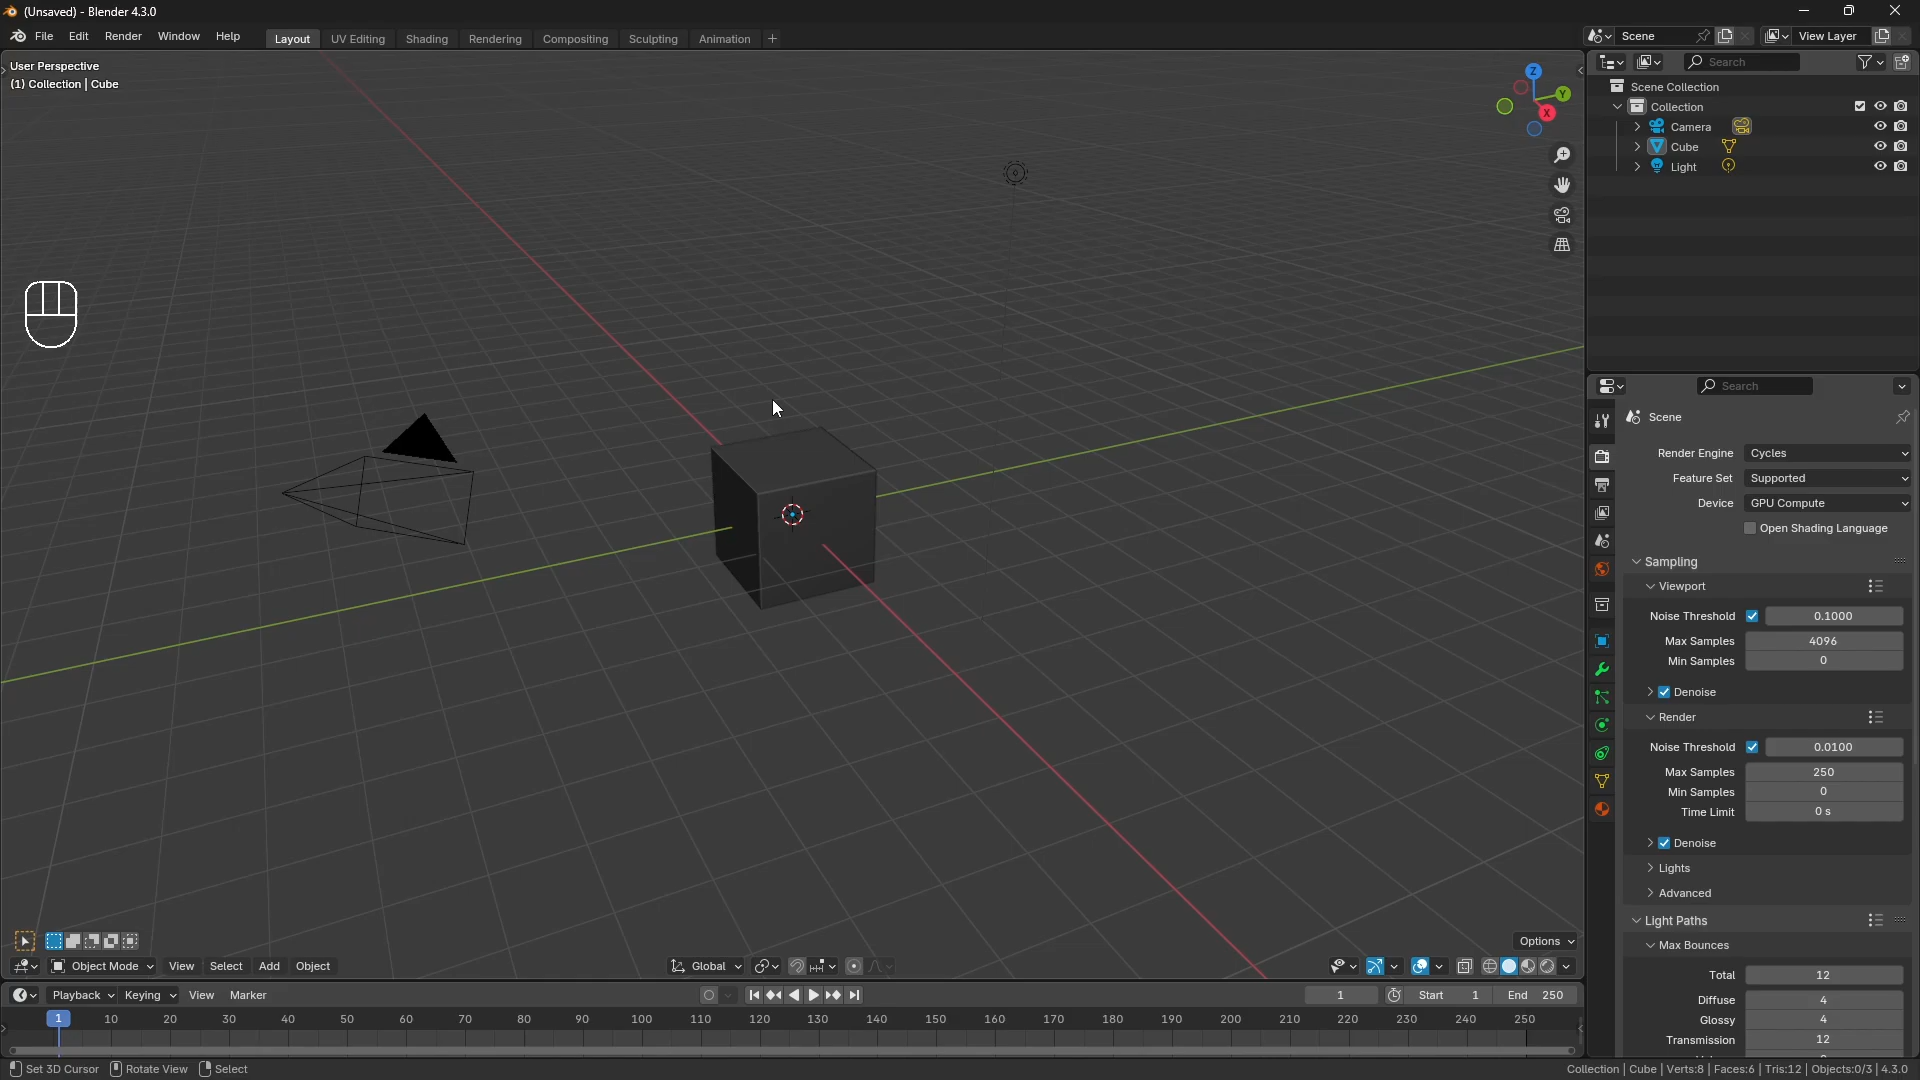 (Unsaved) - Blender 4.3.0
File Edit Render Window Help Layout UV Editing Shading Rendering Compositing Sculpting Animation + Scene View Layer
User Perspective
(1) Collection | Cube
Z
Y
X
Search
Scene Collection
Collection
Camera
Cube
Light
Search
Scene
Render Engine Cycles
Feature Set Supported
Device GPU Compute
Open Shading Language
Sampling
Viewport
Noise Threshold 0.1000
Max Samples 4096
Min Samples 0
Denoise
Render
Noise Threshold 0.0100
Max Samples 250
Min Samples 0
Time Limit 0 s
Denoise
Lights
Advanced
Light Paths
Max Bounces
Total 12
Diffuse 4
Glossy 4
Transmission 12
Options
Object Mode View Select Add Object Global
Playback Keying View Marker 1 Start 1 End 250
1 10 20 30 40 50 60 70 80 90 100 110 120 130 140 150 160 170 180 190 200 210 220 230 240 250
Set 3D Cursor Rotate View Select Collection | Cube | Verts:8 | Faces:6 | Tris:12 | Objects:0/3 | 4.3.0